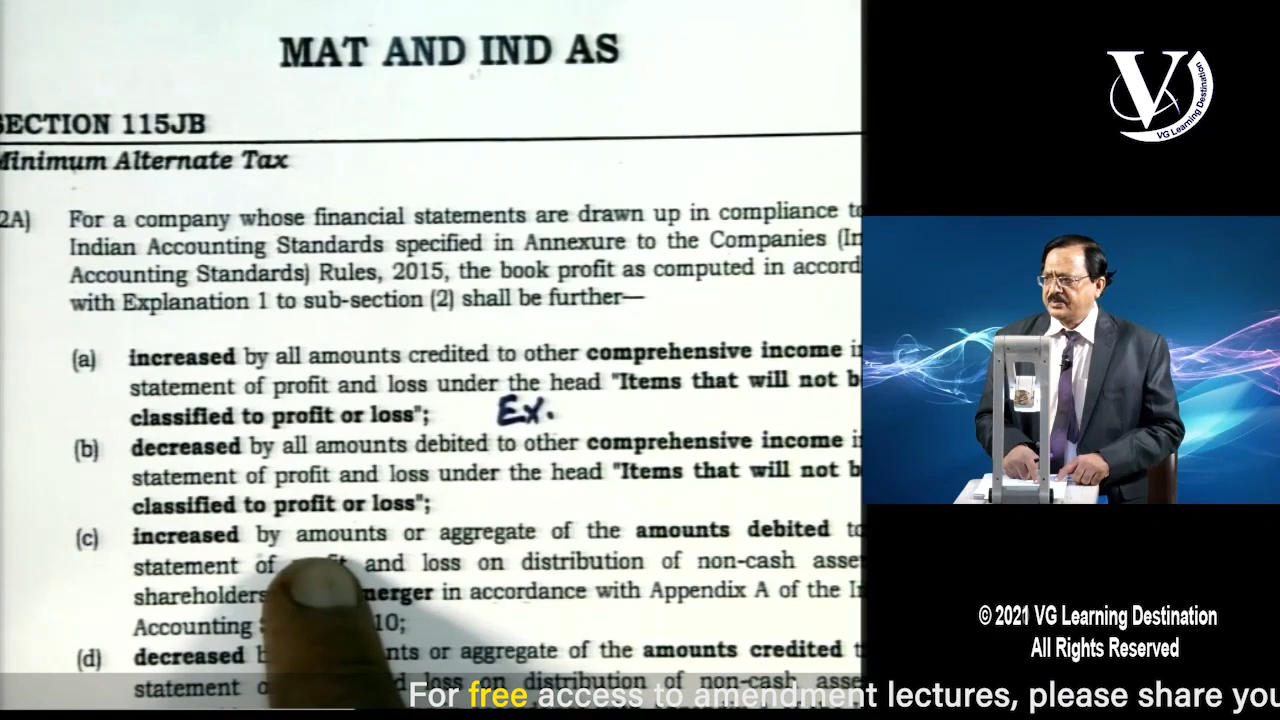 MAT AND IND AS
SECTION 115JB
Minimum Alternate Tax
2A) For a company whose financial statements are drawn up in compliance to
Indian Accounting Standards specified in Annexure to the Companies (In
Accounting Standards) Rules, 2015, the book profit as computed in accord
with Explanation 1 to sub-section (2) shall be further—
(a) increased by all amounts credited to other comprehensive income i
statement of profit and loss under the head "Items that will not b
classified to profit or loss"; Ex.
(b) decreased by all amounts debited to other comprehensive income i
statement of profit and loss under the head "Items that will not b
classified to profit or loss";
(c) increased by amounts or aggregate of the amounts debited to
statement of and loss on distribution of non-cash asse
shareholders merger in accordance with Appendix A of the I
Accounting 10;
(d) decreased or aggregate of the amounts credited t
statement loss on distribution of non-cash asse
V
VG Learning Destination
© 2021 VG Learning Destination
All Rights Reserved
For free access to amendment lectures, please share you